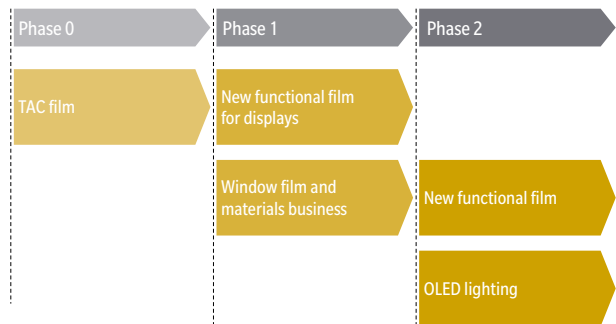 Phase 0
Phase 1
Phase 2
TAC film
New functional film
for displays
Window film and
materials business
New functional film
OLED lighting